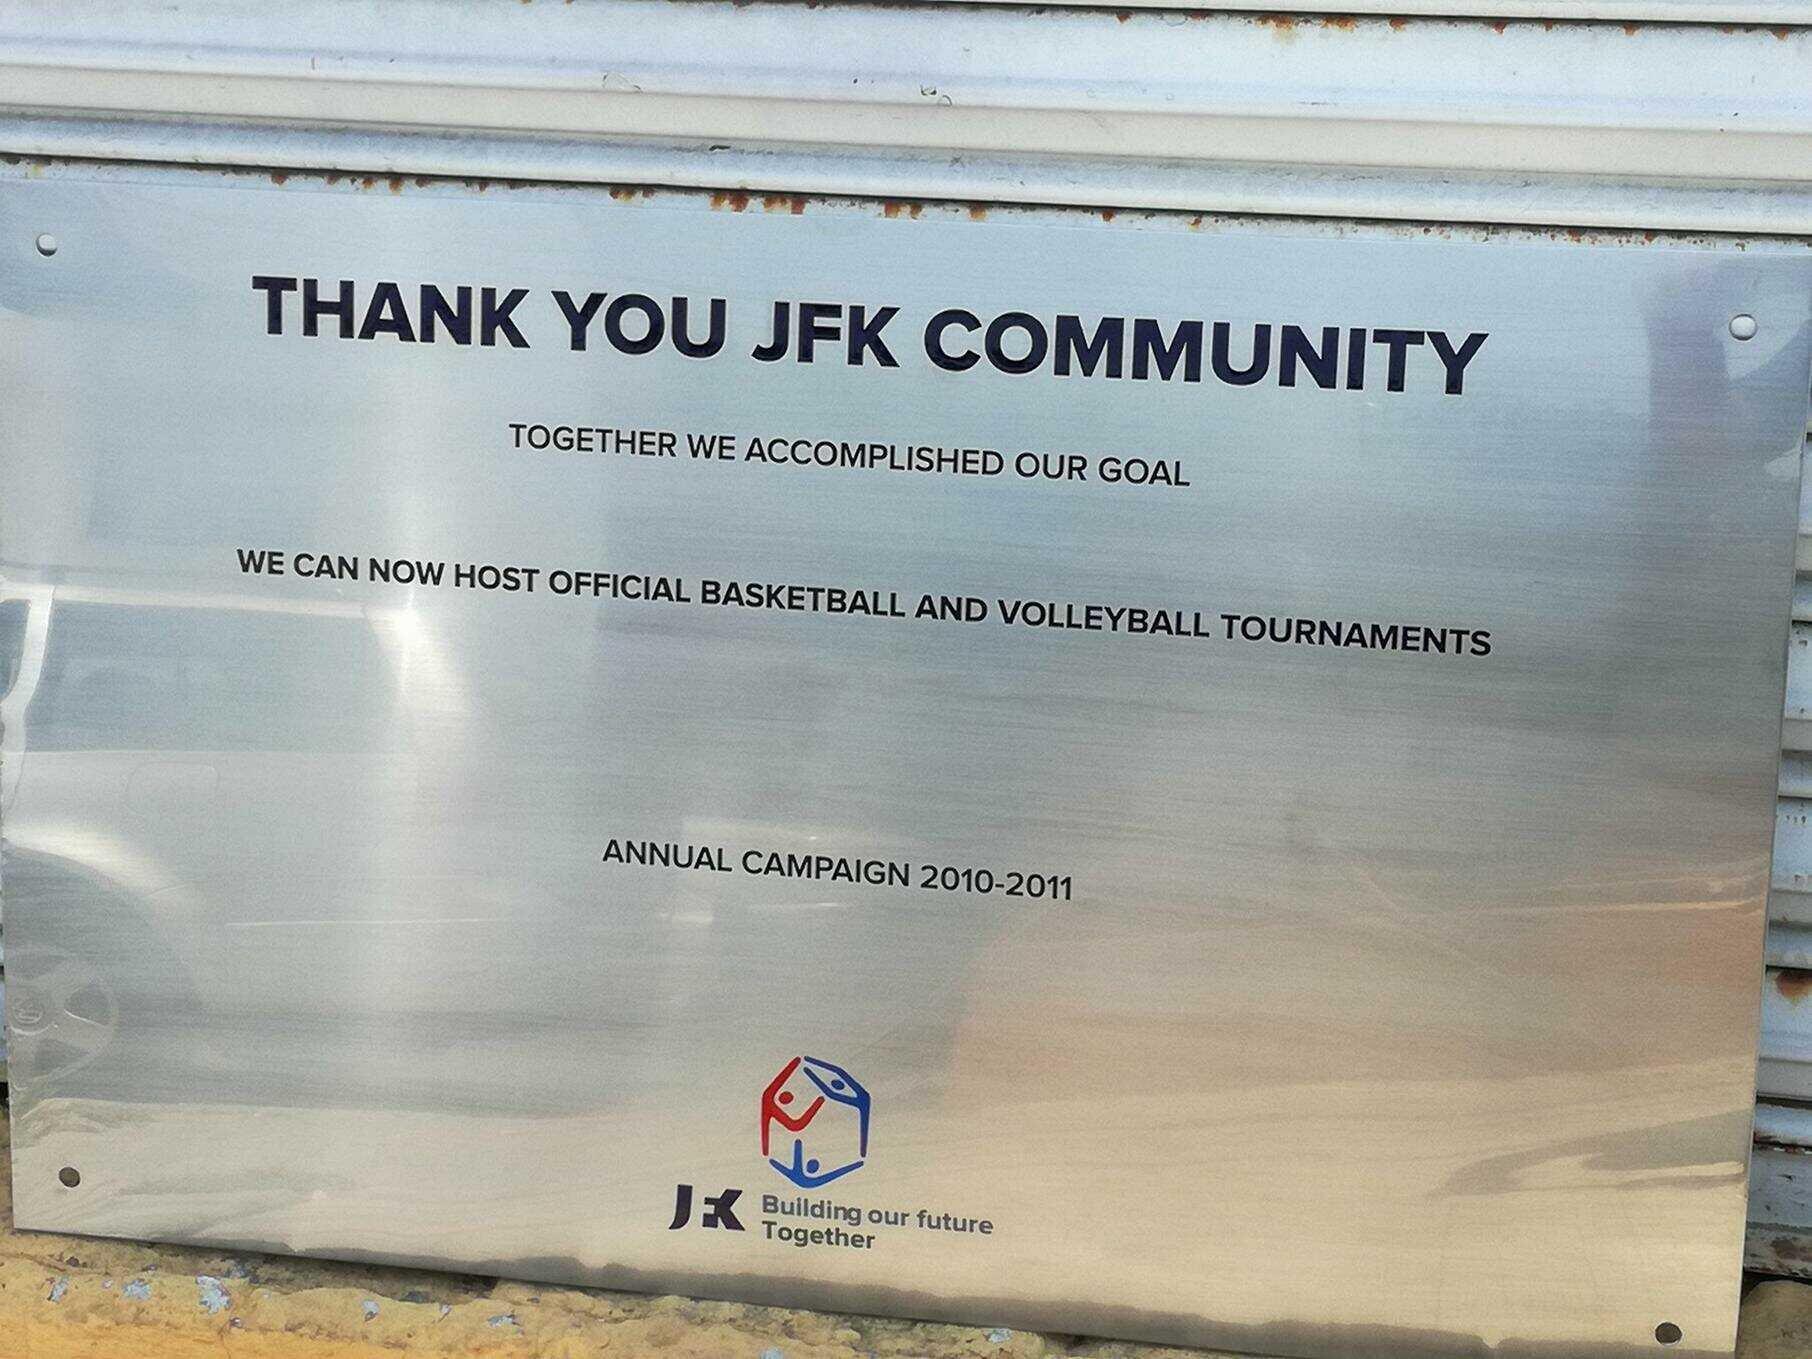 THANK YOU JFK COMMUNITY
TOGETHER WE ACCOMPLISHED OUR GOAL
WE CAN NOW HOST OFFICIAL BASKETBALL AND VOLLEYBALL TOURNAMENTS
ANNUAL CAMPAIGN 2010-2011
JFK Building our future
Together